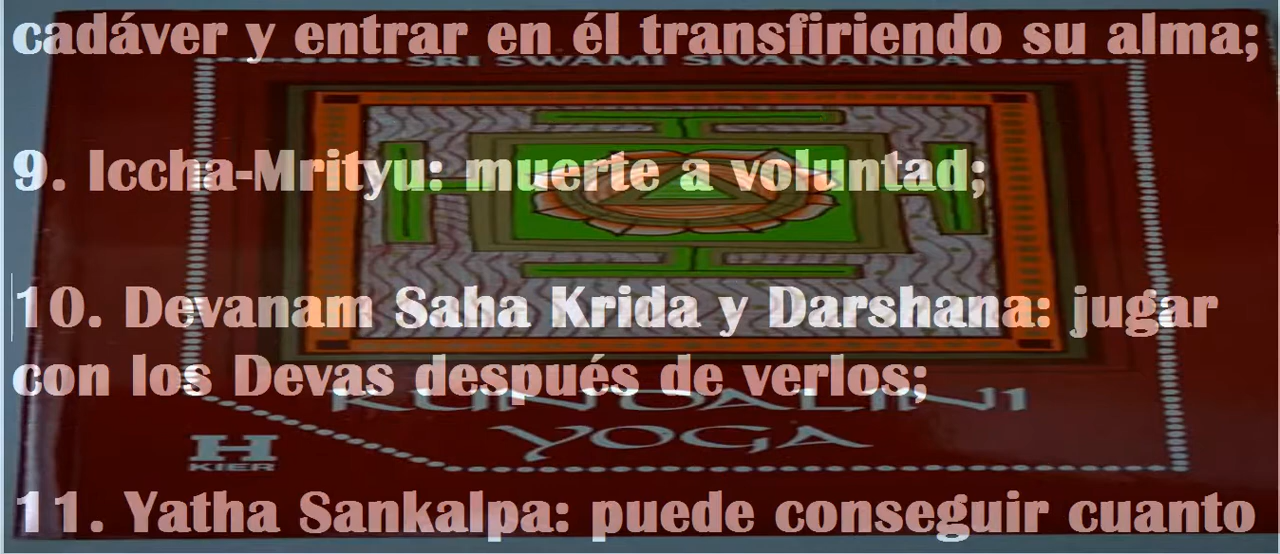 cadáver y entrar en él transfiriendo su alma;
SRI SWAMI SIVANANDA
9. Iccha-Mrityu: muerte a voluntad;
10. Devanam Saha Krida y Darshana: jugar
con los Devas después de verlos;
KUNDALINI
YOGA
H
KIER
11. Yatha Sankalpa: puede conseguir cuanto